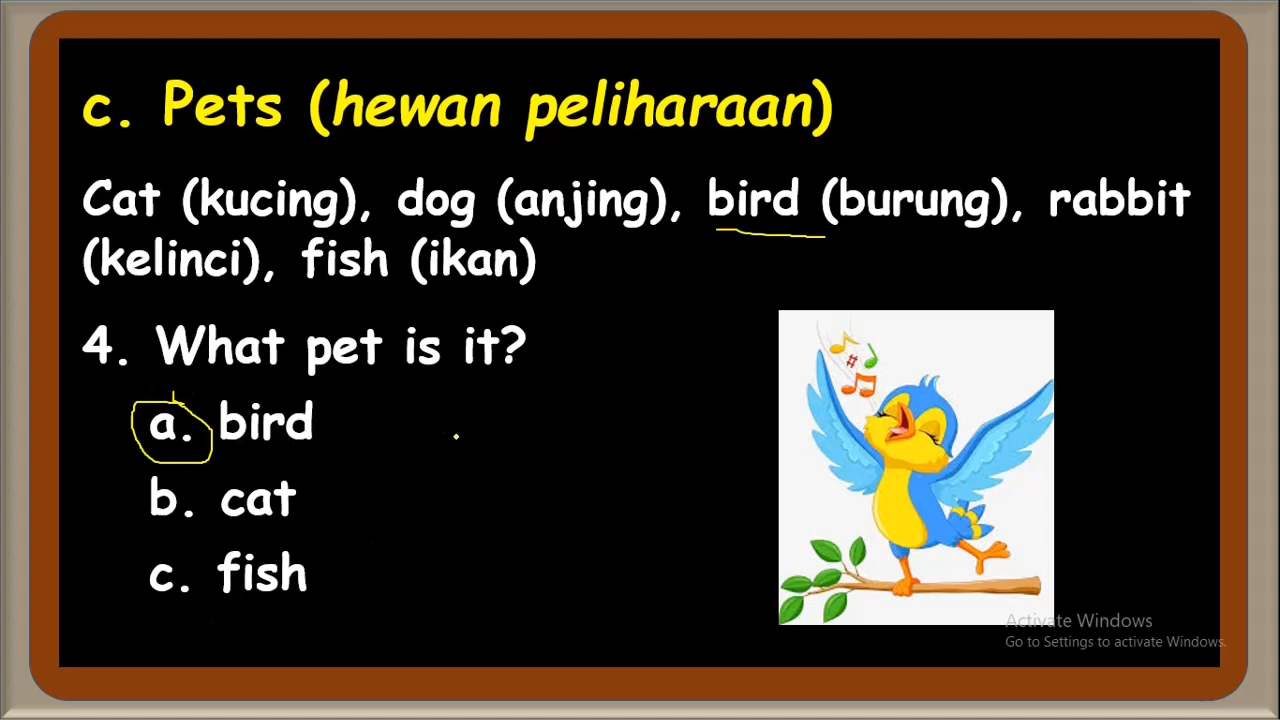 c. Pets (hewan peliharaan)
Cat (kucing), dog (anjing), bird (burung), rabbit
(kelinci), fish (ikan)
4. What pet is it?
a. bird
b. cat
c. fish
Activate Windows
Go to Settings to activate Windows.